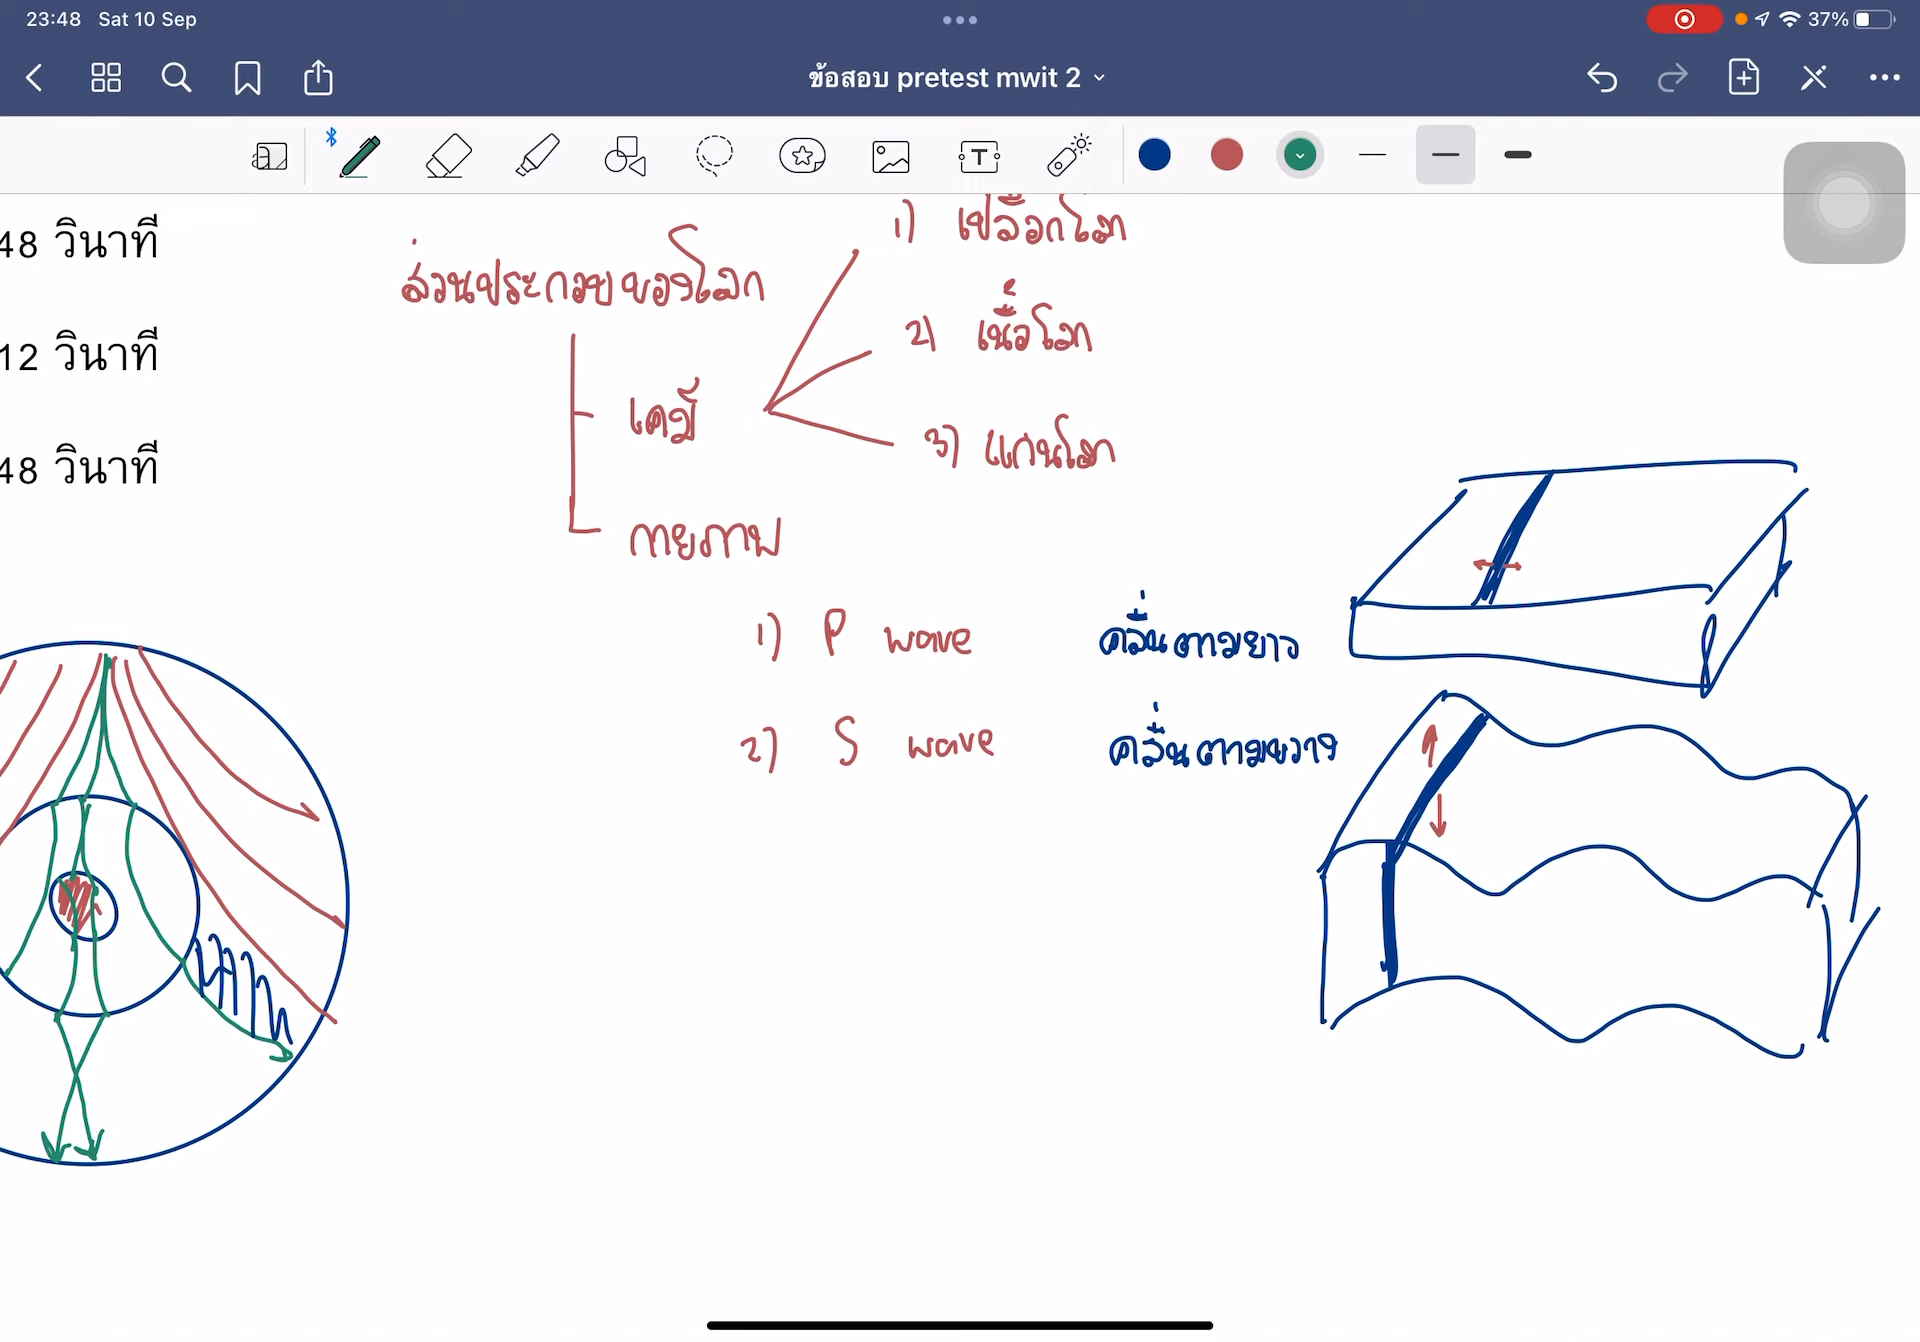 23:48 Sat 10 Sep
37%
ข้อสอบ pretest mwit 2
48 วินาที
12 วินาที
48 วินาที
ส่วนประกอบของโลก
1) เปลือกโลก
2) เนื้อโลก
เคมี
3) แก่นโลก
กายภาพ
1) P wave คลื่นตามยาว
2) S wave คลื่นตามขวาง